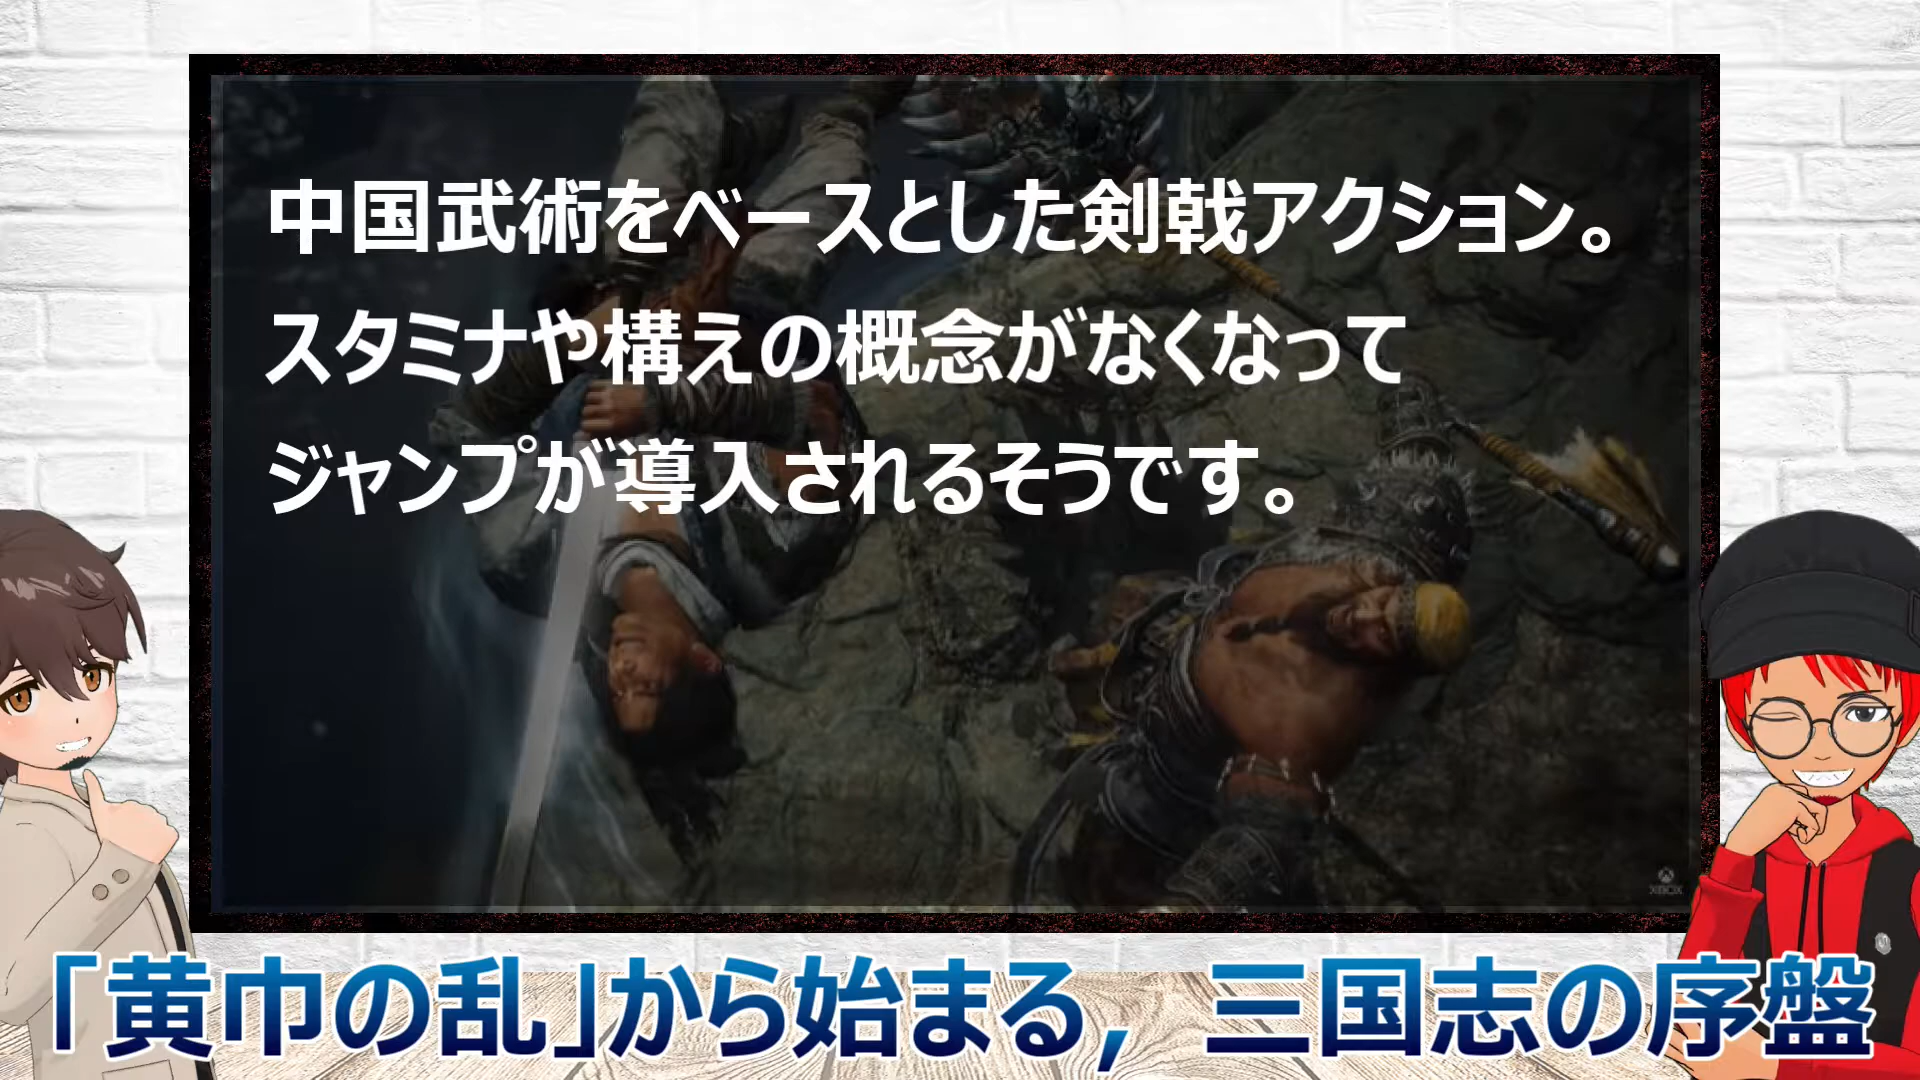 中国武術をベースとした剣戟アクション。
スタミナや構えの概念がなくなって
ジャンプが導入されるそうです。
XBOX
「黄巾の乱」から始まる，三国志の序盤